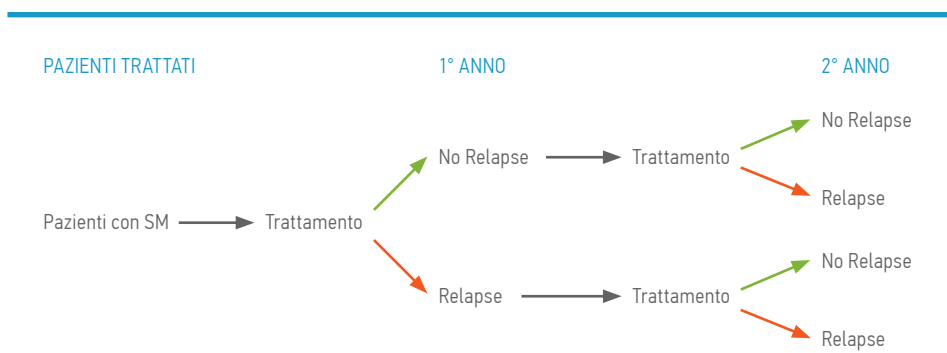 PAZIENTI TRATTATI
1° ANNO
2° ANNO
No Relapse
No Relapse
Trattamento
Relapse
Pazienti con SM
Trattamento
No Relapse
Relapse
Trattamento
Relapse